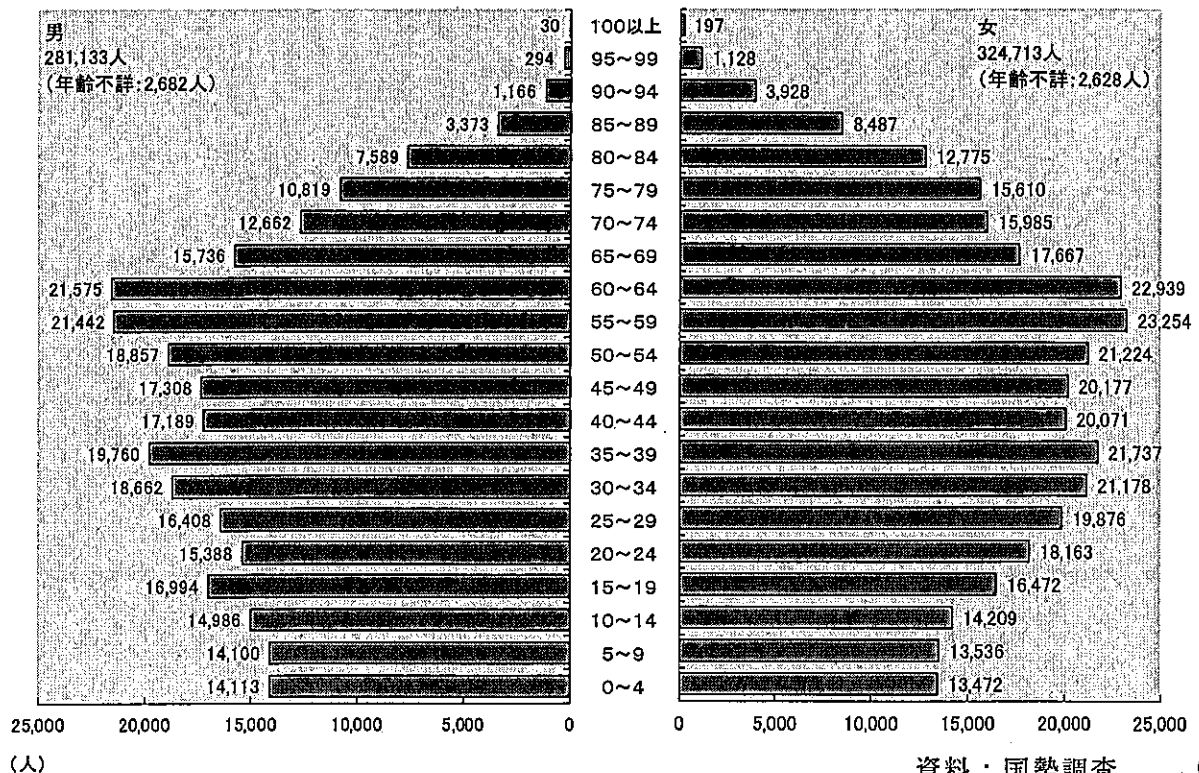 男
281,133人
(年齢不詳:2,682人)
女
324,713人
(年齢不詳:2,628人)
30 100以上 197
294 95～99 1,128
1,166 90～94 3,928
3,373 85～89 8,487
7,589 80～84 12,775
10,819 75～79 15,610
12,662 70～74 15,985
15,736 65～69 17,667
21,575 60～64 22,939
21,442 55～59 23,254
18,857 50～54 21,224
17,308 45～49 20,177
17,189 40～44 20,071
19,760 35～39 21,737
18,662 30～34 21,178
16,408 25～29 19,876
15,388 20～24 18,163
16,994 15～19 16,472
14,986 10～14 14,209
14,100 5～9 13,536
14,113 0～4 13,472
25,000 20,000 15,000 10,000 5,000 0 0 5,000 10,000 15,000 20,000 25,000
(人)
資料：国勢調査